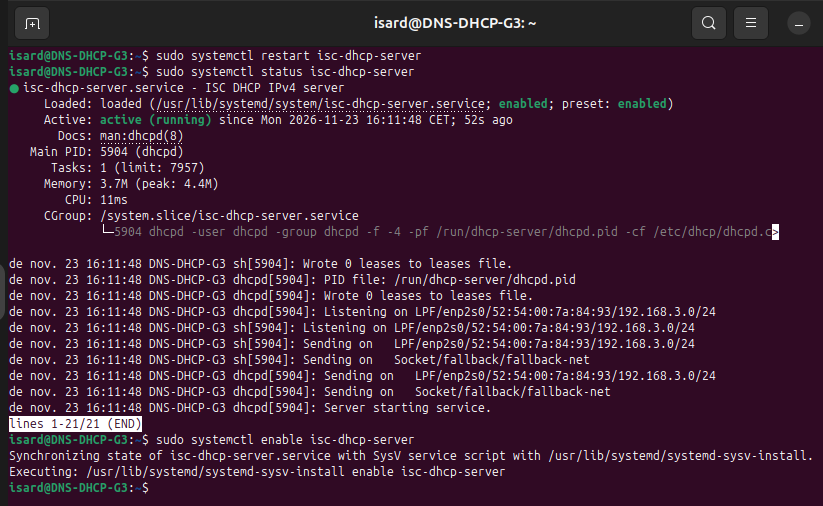 isard@DNS-DHCP-G3: ~
isard@DNS-DHCP-G3:~$ sudo systemctl restart isc-dhcp-server
isard@DNS-DHCP-G3:~$ sudo systemctl status isc-dhcp-server
● isc-dhcp-server.service - ISC DHCP IPv4 server
Loaded: loaded (/usr/lib/systemd/system/isc-dhcp-server.service; enabled; preset: enabled)
Active: active (running) since Mon 2026-11-23 16:11:48 CET; 52s ago
Docs: man:dhcpd(8)
Main PID: 5904 (dhcpd)
Tasks: 1 (limit: 7957)
Memory: 3.7M (peak: 4.4M)
CPU: 11ms
CGroup: /system.slice/isc-dhcp-server.service
└─5904 dhcpd -user dhcpd -group dhcpd -f -4 -pf /run/dhcp-server/dhcpd.pid -cf /etc/dhcp/dhcpd.c>
de nov. 23 16:11:48 DNS-DHCP-G3 sh[5904]: Wrote 0 leases to leases file.
de nov. 23 16:11:48 DNS-DHCP-G3 dhcpd[5904]: PID file: /run/dhcp-server/dhcpd.pid
de nov. 23 16:11:48 DNS-DHCP-G3 dhcpd[5904]: Wrote 0 leases to leases file.
de nov. 23 16:11:48 DNS-DHCP-G3 dhcpd[5904]: Listening on LPF/enp2s0/52:54:00:7a:84:93/192.168.3.0/24
de nov. 23 16:11:48 DNS-DHCP-G3 sh[5904]: Listening on LPF/enp2s0/52:54:00:7a:84:93/192.168.3.0/24
de nov. 23 16:11:48 DNS-DHCP-G3 sh[5904]: Sending on   LPF/enp2s0/52:54:00:7a:84:93/192.168.3.0/24
de nov. 23 16:11:48 DNS-DHCP-G3 sh[5904]: Sending on   Socket/fallback/fallback-net
de nov. 23 16:11:48 DNS-DHCP-G3 dhcpd[5904]: Sending on   LPF/enp2s0/52:54:00:7a:84:93/192.168.3.0/24
de nov. 23 16:11:48 DNS-DHCP-G3 dhcpd[5904]: Sending on   Socket/fallback/fallback-net
de nov. 23 16:11:48 DNS-DHCP-G3 dhcpd[5904]: Server starting service.
lines 1-21/21 (END)
isard@DNS-DHCP-G3:~$ sudo systemctl enable isc-dhcp-server
Synchronizing state of isc-dhcp-server.service with SysV service script with /usr/lib/systemd/systemd-sysv-install.
Executing: /usr/lib/systemd/systemd-sysv-install enable isc-dhcp-server
isard@DNS-DHCP-G3:~$